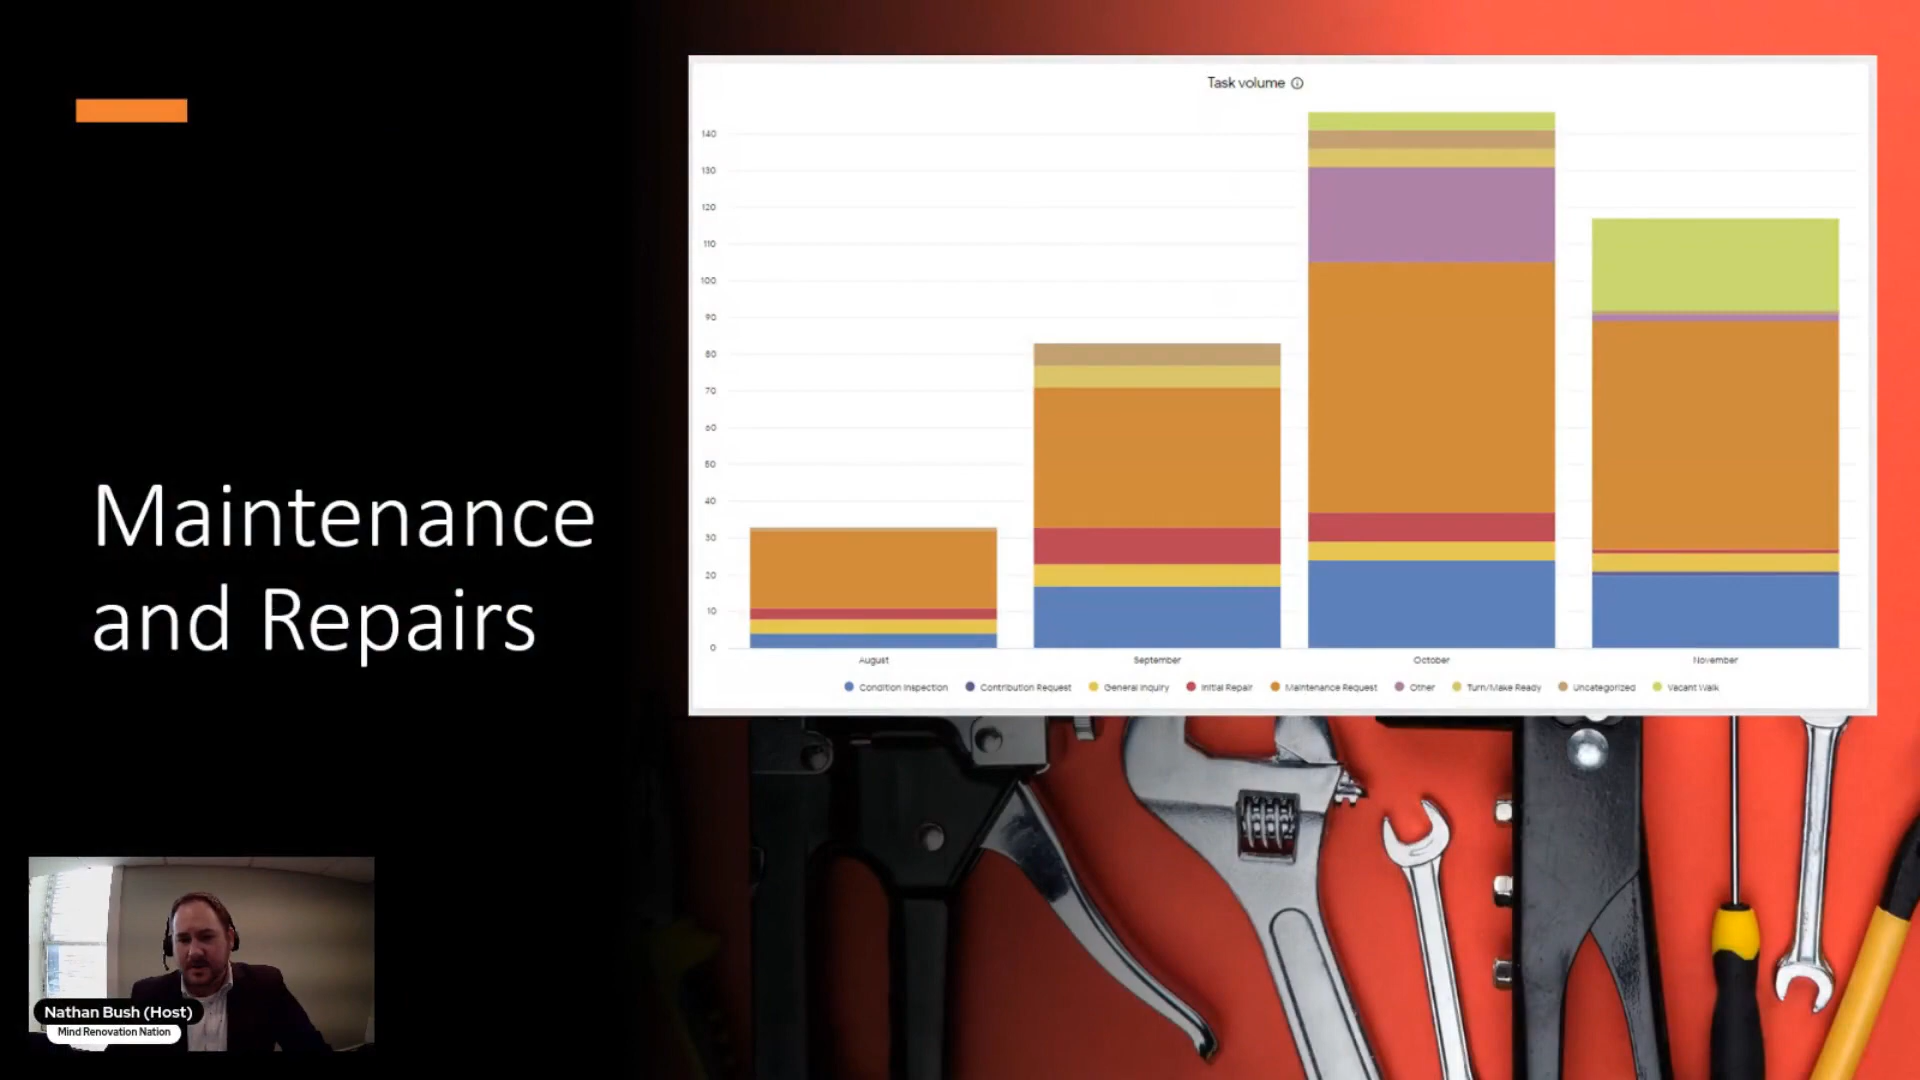 Maintenance
and Repairs
Task volume
140
130
120
110
100
90
80
70
60
50
40
30
20
10
0
August September October November
Condition Inspection Contribution Request General Inquiry Initial Repair Maintenance Request Other Turn/Make Ready Uncategorized Vacant Walk
Nathan Bush (Host)
Mind Renovation Nation